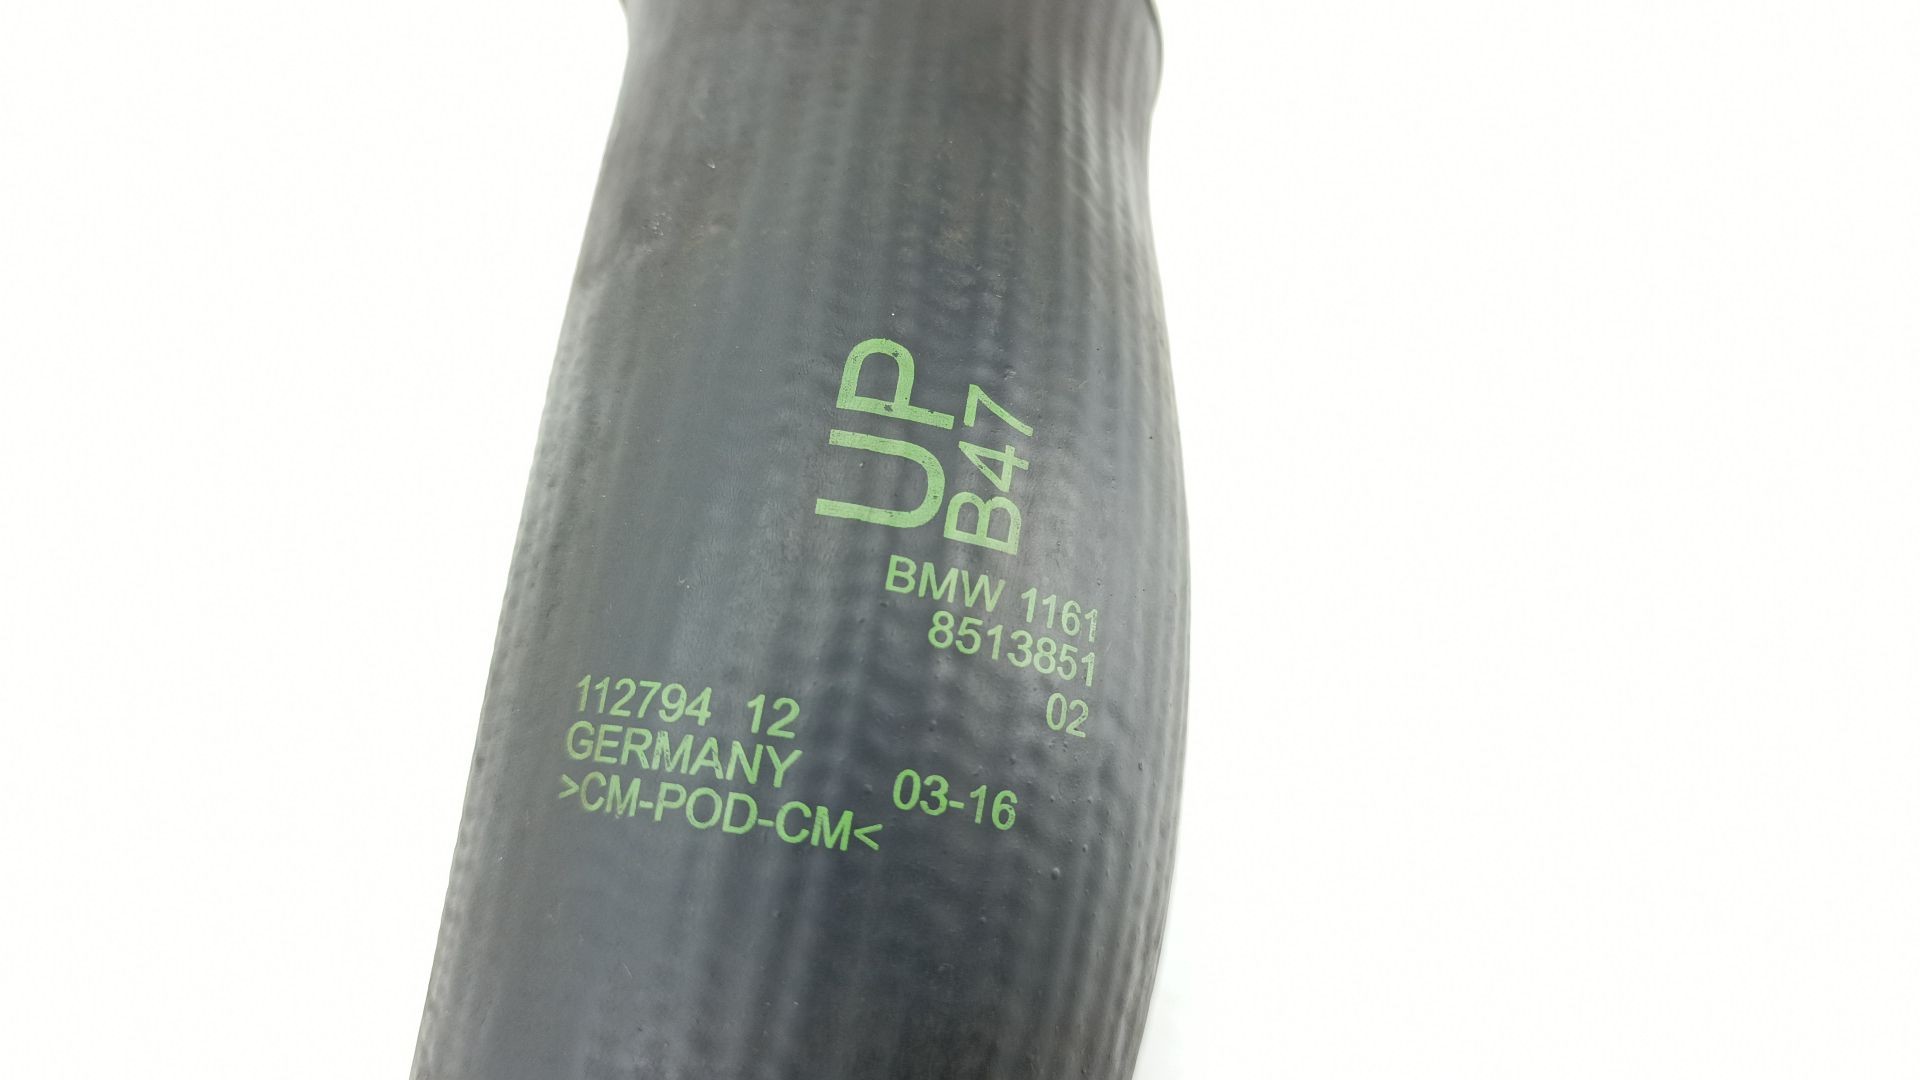 UP
B47
BMW 1161
8513851
02
112794 12
GERMANY
>CM-POD-CM<
03-16